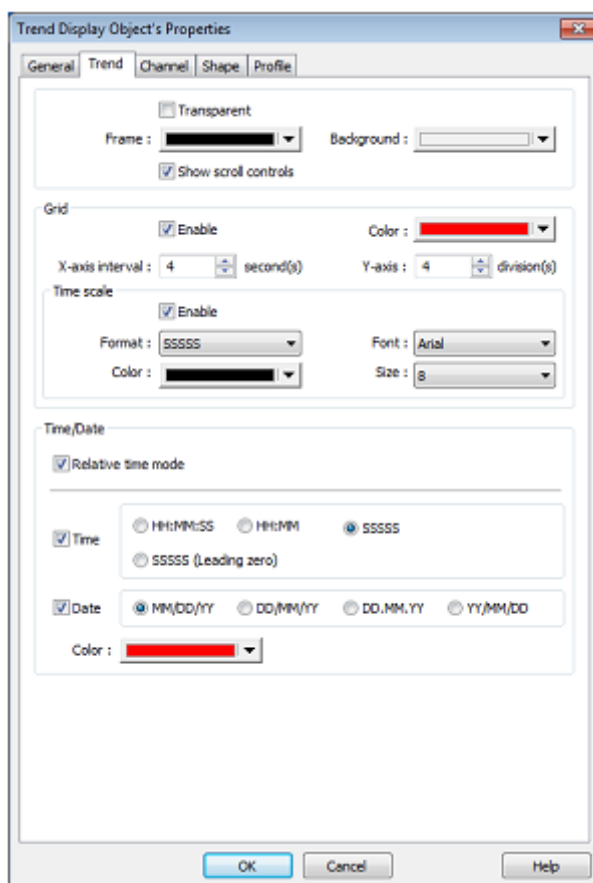 Trend Display Object's Properties
General Trend Channel Shape Profile
Transparent
Frame : Background :
Show scroll controls
Grid
Enable Color :
X-axis interval : 4 second(s) Y-axis : 4 division(s)
Time scale
Enable
Format : SSSSS Font : Arial
Color : Size : 8
Time/Date
Relative time mode
Time HH:MM:SS HH:MM SSSSS
SSSSS (Leading zero)
Date MM/DD/YY DD/MM/YY DD.MM.YY YY/MM/DD
Color :
OK Cancel Help